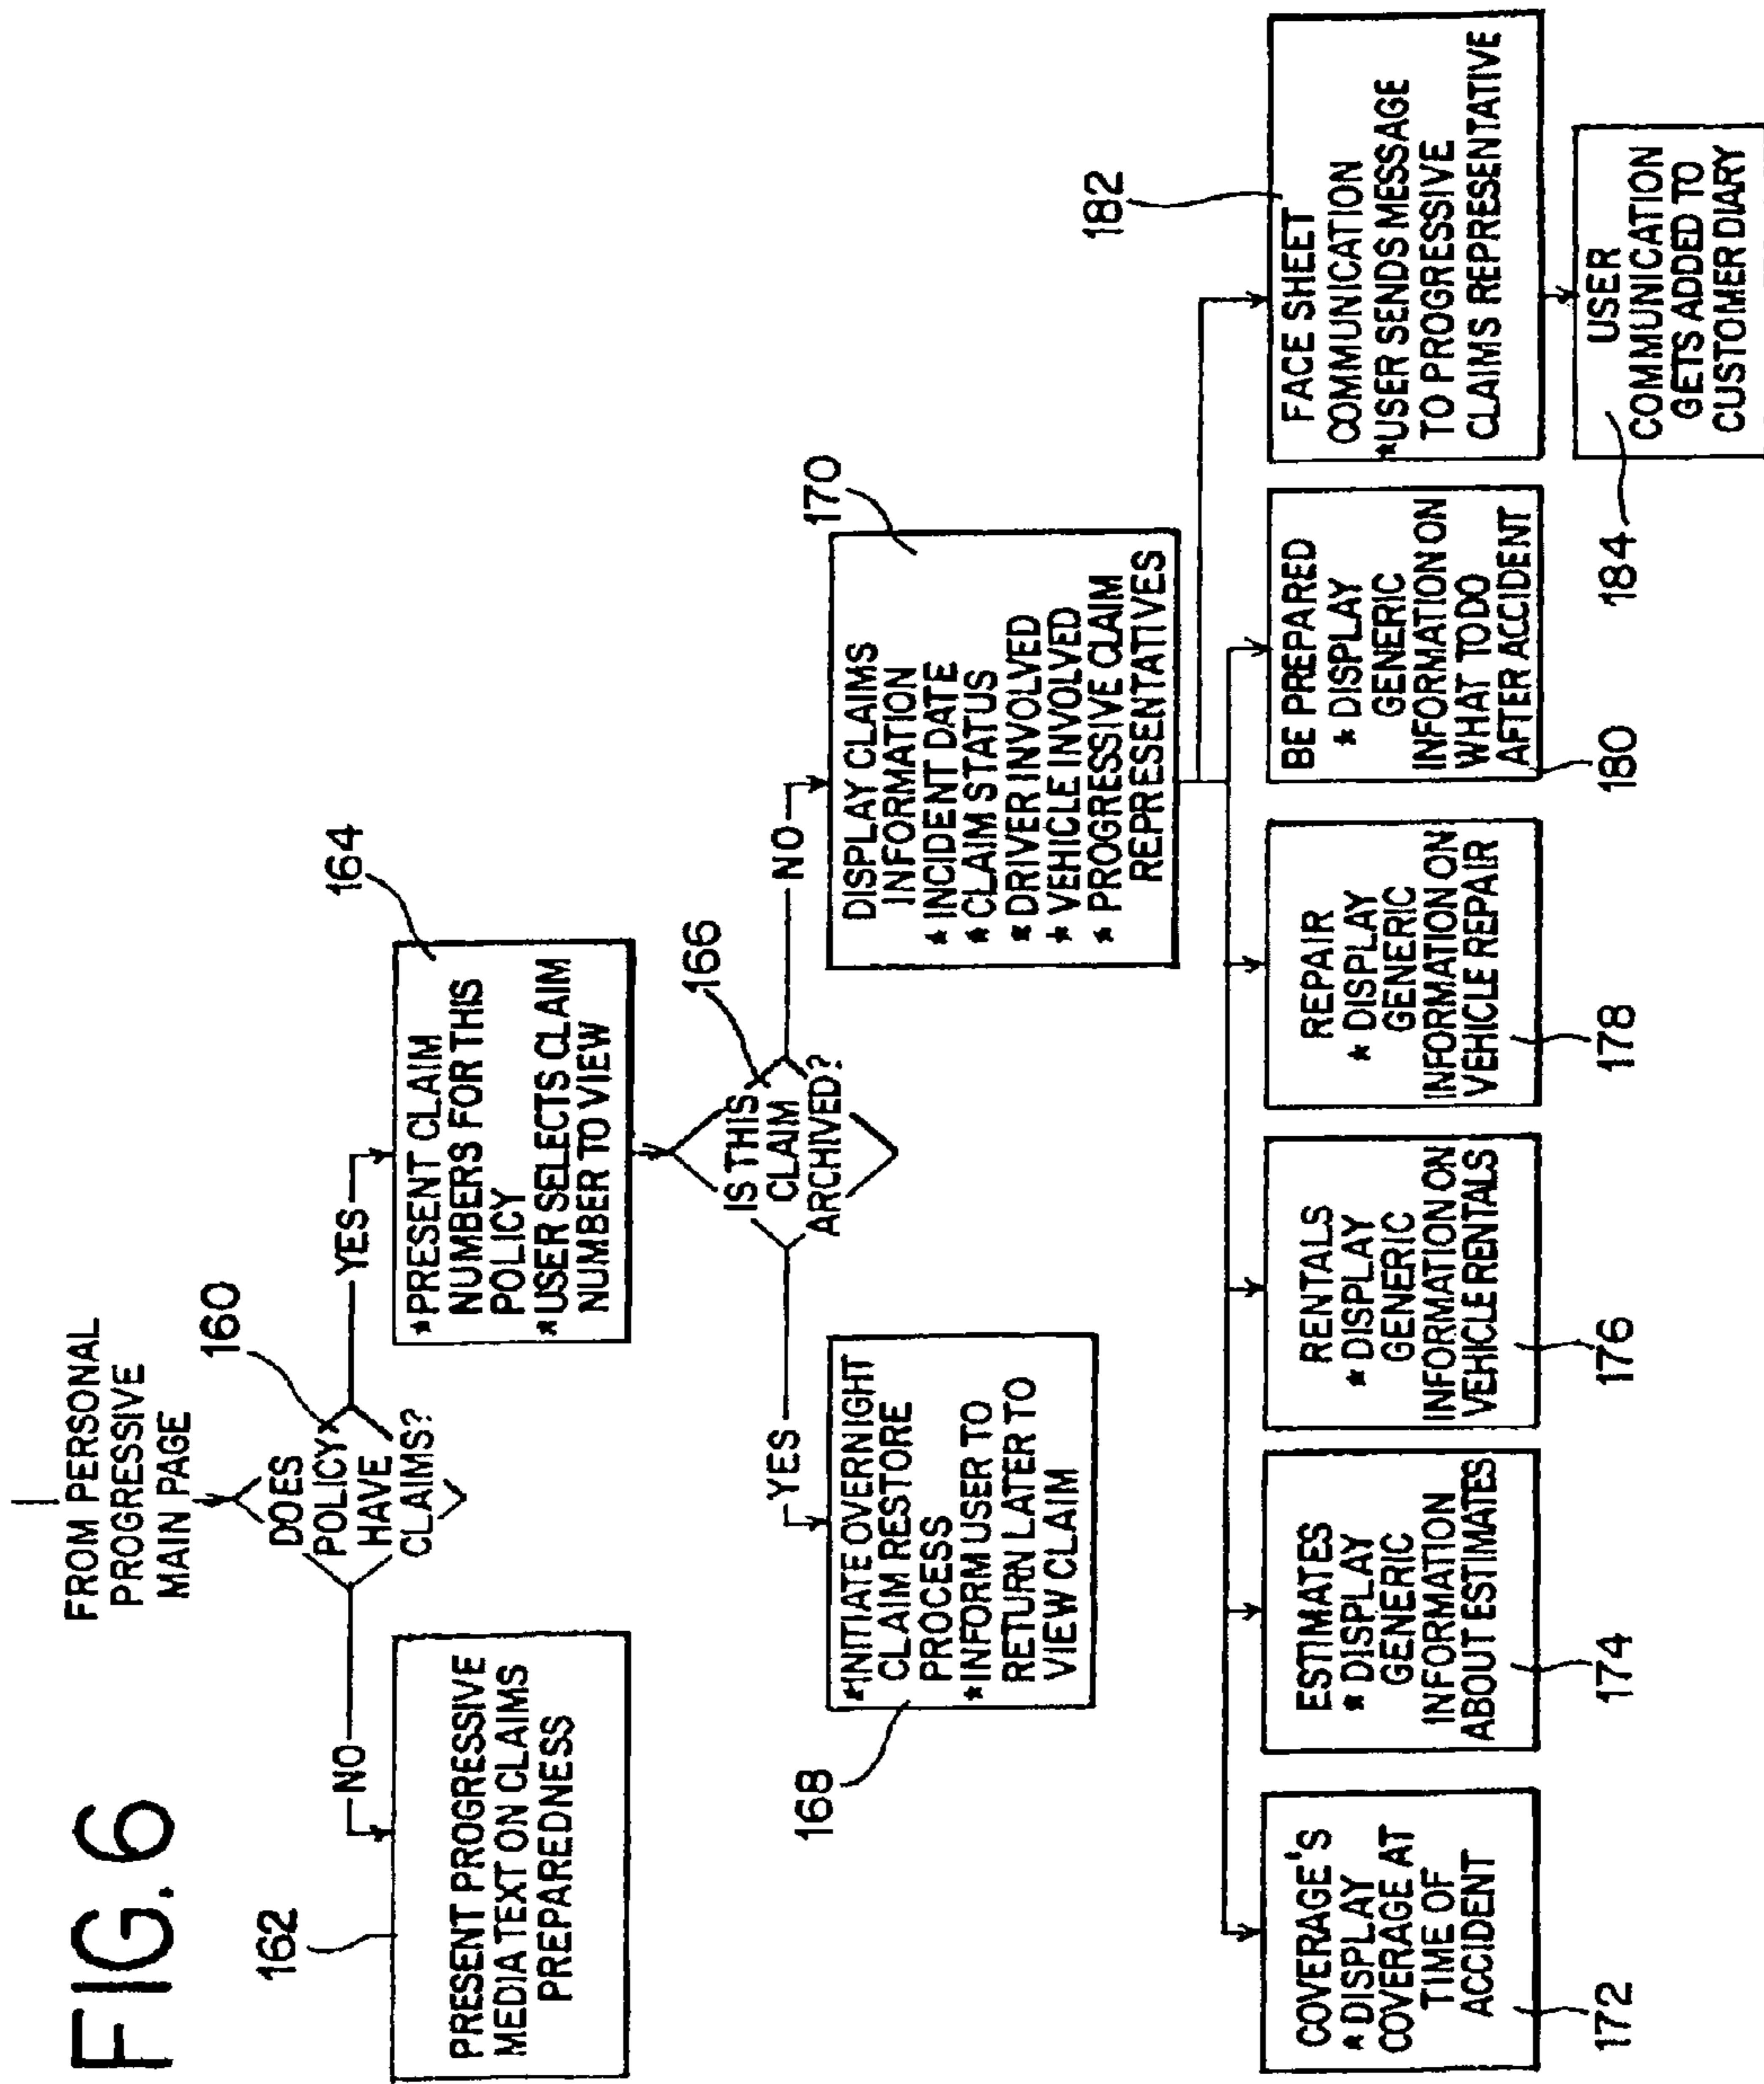 FIG. 6
FROM PERSONAL
PROGRESSIVE
MAIN PAGE
160
DOES
POLICY
HAVE
CLAIMS?
NO
YES
162
PRESENT PROGRESSIVE
MEDIA TEXT ON CLAIMS
PREPAREDNESS
164
* PRESENT CLAIM
NUMBERS FOR THIS
POLICY
* USER SELECTS CLAIM
NUMBER TO VIEW
166
IS THIS
CLAIM
ARCHIVED?
YES
NO
168
* INITIATE OVERNIGHT
CLAIM RESTORE
PROCESS
* INFORM USER TO
RETURN LATER TO
VIEW CLAIM
170
DISPLAY CLAIMS
INFORMATION
* INCIDENT DATE
* CLAIM STATUS
* DRIVER INVOLVED
* VEHICLE INVOLVED
* PROGRESSIVE CLAIM
REPRESENTATIVES
COVERAGE'S
* DISPLAY
COVERAGE AT
TIME OF
ACCIDENT
172
ESTIMATES
* DISPLAY
GENERIC
INFORMATION
ABOUT ESTIMATES
174
RENTALS
* DISPLAY
GENERIC
INFORMATION ON
VEHICLE RENTALS
176
REPAIR
* DISPLAY
GENERIC
INFORMATION ON
VEHICLE REPAIR
178
BE PREPARED
* DISPLAY
GENERIC
INFORMATION ON
WHAT TO DO
AFTER ACCIDENT
180
182
FACE SHEET
COMMUNICATION
* USER SENDS MESSAGE
TO PROGRESSIVE
CLAIMS REPRESENTATIVE
184
USER
COMMUNICATION
GETS ADDED TO
CUSTOMER DIARY